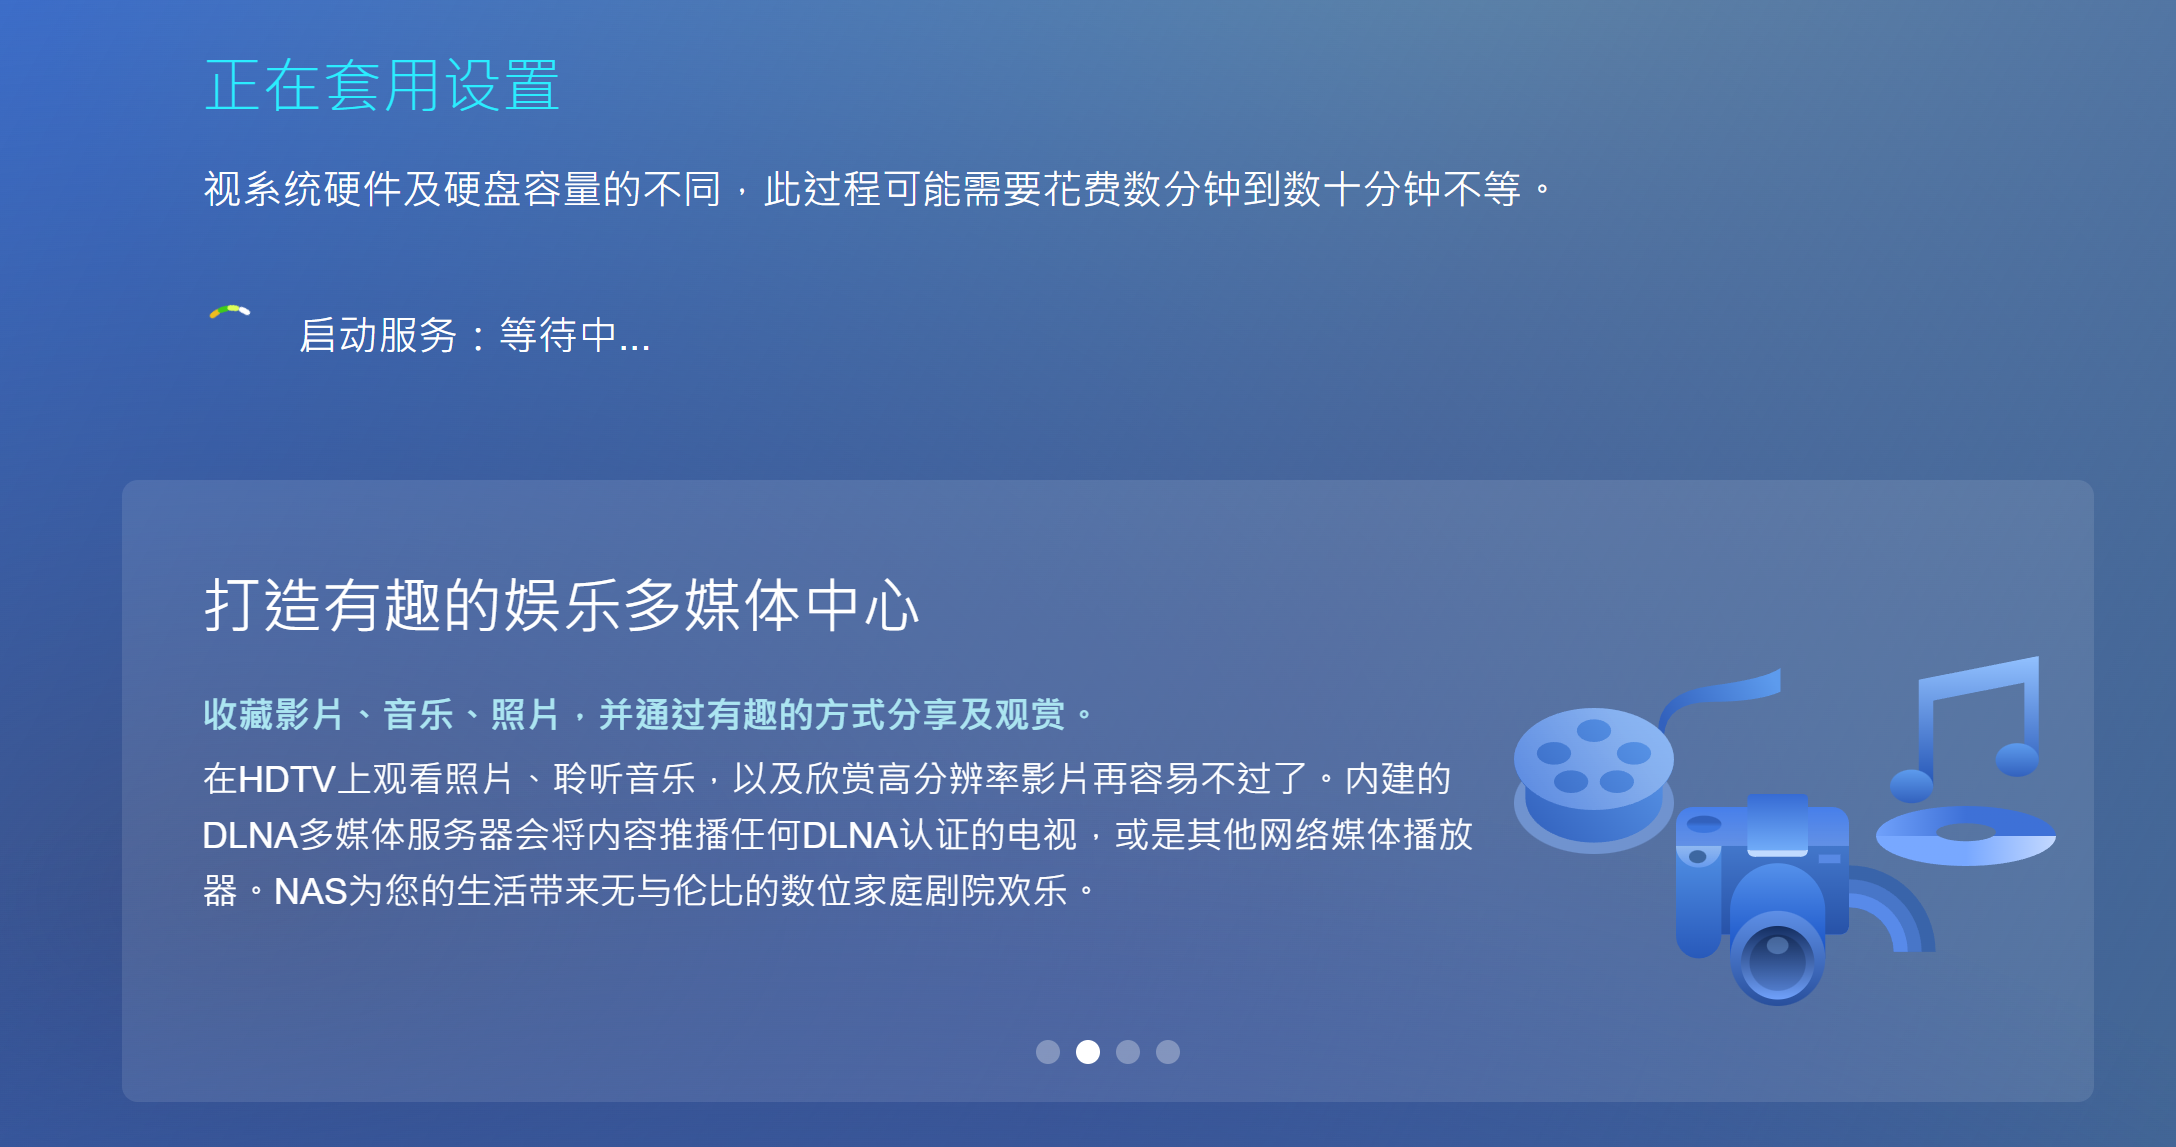 正在套用设置
视系统硬件及硬盘容量的不同，此过程可能需要花费数分钟到数十分钟不等。
启动服务：等待中...
打造有趣的娱乐多媒体中心
收藏影片、音乐、照片，并通过有趣的方式分享及观赏。
在HDTV上观看照片、聆听音乐，以及欣赏高分辨率影片再容易不过了。内建的
DLNA多媒体服务器会将内容推播任何DLNA认证的电视，或是其他网络媒体播放
器。NAS为您的生活带来无与伦比的数位家庭剧院欢乐。